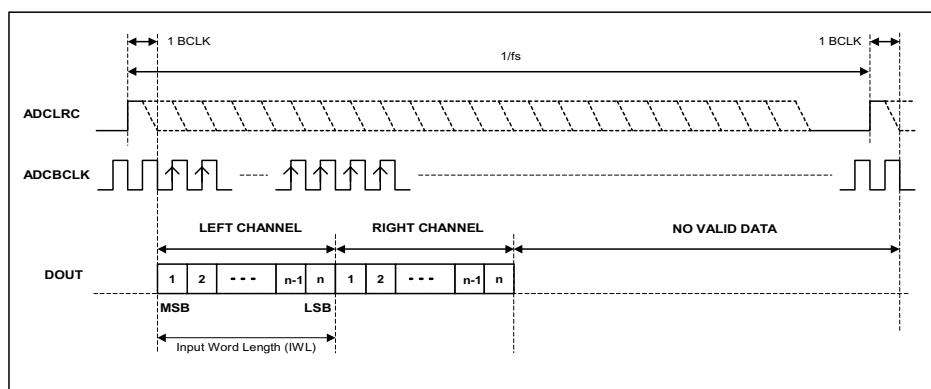 1 BCLK 1 BCLK
1/fs
ADCLRC
ADCBCLK
LEFT CHANNEL RIGHT CHANNEL NO VALID DATA
DOUT 1 2 - - - n-1 n 1 2 - - - n-1 n
MSB LSB
Input Word Length (IWL)